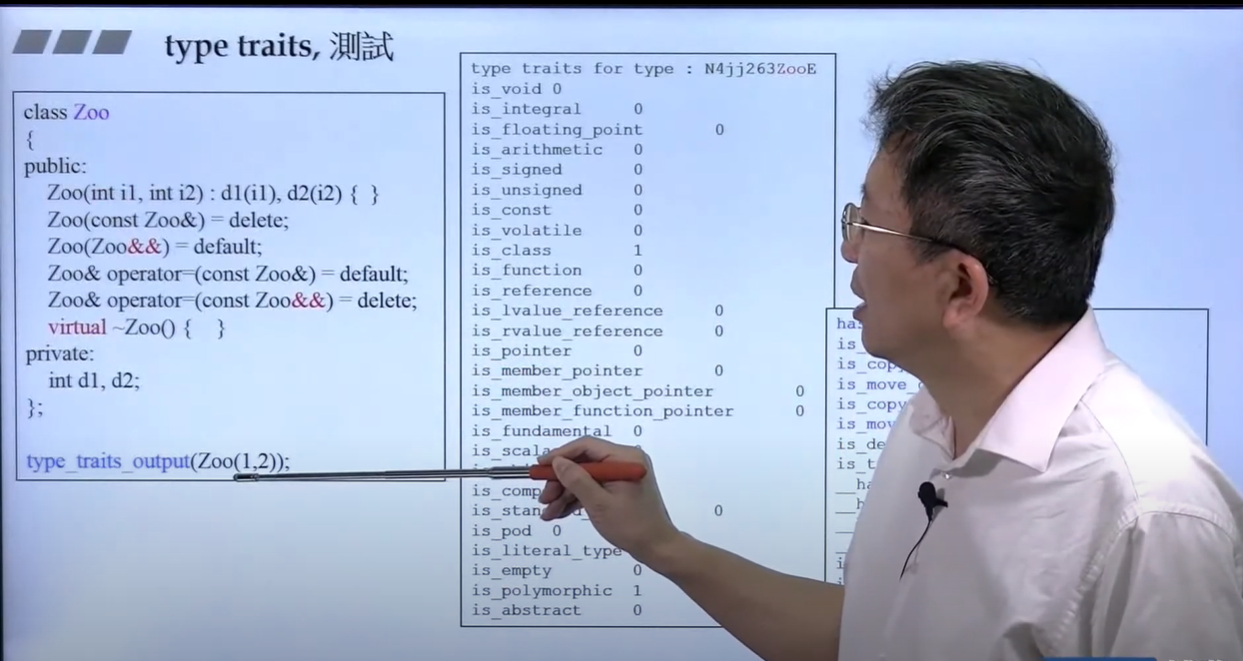 type traits, 測試
class Zoo
{
public:
Zoo(int i1, int i2) : d1(i1), d2(i2) { }
Zoo(const Zoo&) = delete;
Zoo(Zoo&&) = default;
Zoo& operator=(const Zoo&) = default;
Zoo& operator=(const Zoo&&) = delete;
virtual ~Zoo() { }
private:
int d1, d2;
};
type_traits_output(Zoo(1,2));
type traits for type : N4jj263ZooE
is_void 0
is_integral 0
is_floating_point 0
is_arithmetic 0
is_signed 0
is_unsigned 0
is_const 0
is_volatile 0
is_class 1
is_function 0
is_reference 0
is_lvalue_reference 0
is_rvalue_reference 0
is_pointer 0
is_member_pointer 0
is_member_object_pointer 0
is_member_function_pointer 0
is_fundamental 0
0
is_pod 0
is_literal_type
is_empty 0
is_polymorphic 1
is_abstract 0